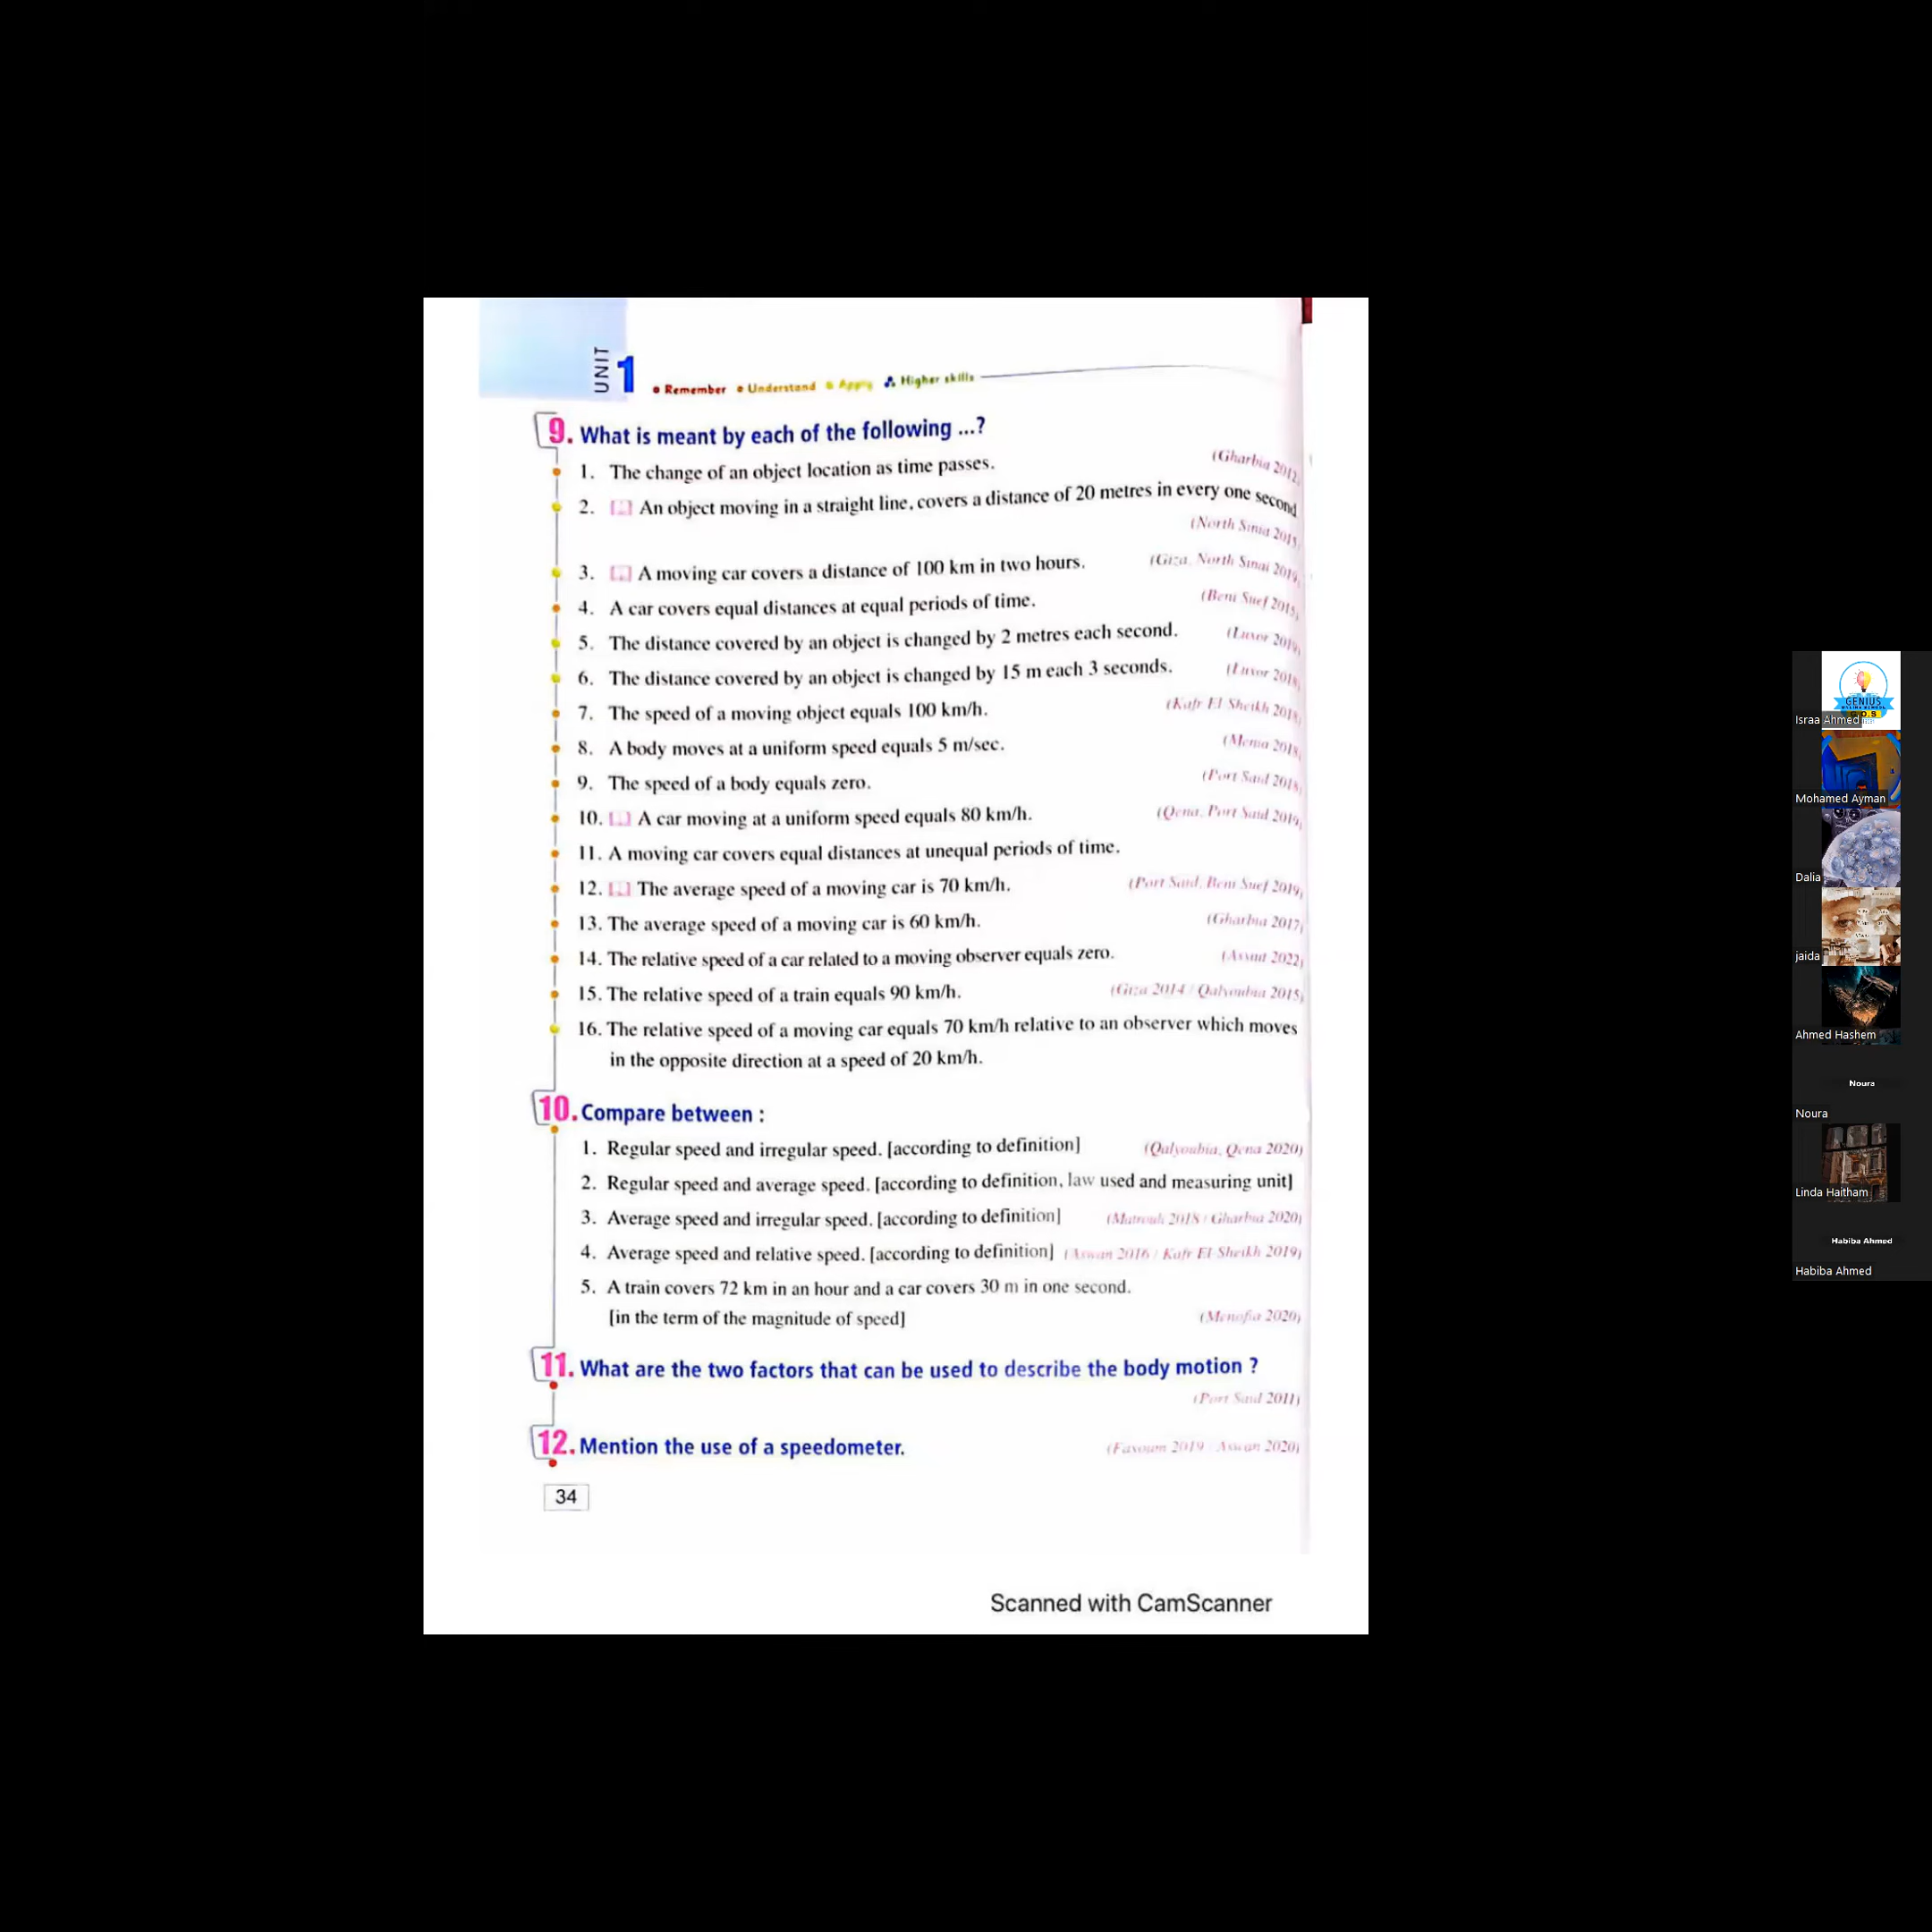 UNIT 1
• Remember • Understand • Apply Higher skills
9. What is meant by each of the following ...?
1. The change of an object location as time passes. (Gharbia 2012)
2. An object moving in a straight line, covers a distance of 20 metres in every one second
(North Sinai 2015)
3. A moving car covers a distance of 100 km in two hours. (Giza, North Sinai 2019)
4. A car covers equal distances at equal periods of time. (Beni Suef 2015)
5. The distance covered by an object is changed by 2 metres each second. (Luxor 2019)
6. The distance covered by an object is changed by 15 m each 3 seconds. (Luxor 2018)
7. The speed of a moving object equals 100 km/h. (Kafr El Sheikh 2018)
8. A body moves at a uniform speed equals 5 m/sec. (Menia 2018)
9. The speed of a body equals zero. (Port Said 2018)
10. A car moving at a uniform speed equals 80 km/h. (Qena, Port Said 2019)
11. A moving car covers equal distances at unequal periods of time.
12. The average speed of a moving car is 70 km/h. (Port Said, Beni Suef 2019)
13. The average speed of a moving car is 60 km/h. (Gharbia 2017)
14. The relative speed of a car related to a moving observer equals zero. (Assiut 2022)
15. The relative speed of a train equals 90 km/h. (Giza 2014 / Qalyoubia 2015)
16. The relative speed of a moving car equals 70 km/h relative to an observer which moves
in the opposite direction at a speed of 20 km/h.
10. Compare between :
1. Regular speed and irregular speed. [according to definition] (Qalyoubia, Qena 2020)
2. Regular speed and average speed. [according to definition, law used and measuring unit]
3. Average speed and irregular speed. [according to definition] (Matrouh 2018 / Gharbia 2020)
4. Average speed and relative speed. [according to definition] (Aswan 2016 / Kafr El-Sheikh 2019)
5. A train covers 72 km in an hour and a car covers 30 m in one second.
[in the term of the magnitude of speed] (Menofia 2020)
11. What are the two factors that can be used to describe the body motion ?
(Port Said 2011)
12. Mention the use of a speedometer. (Fayoum 2019 / Aswan 2020)
34
Scanned with CamScanner
GENIUS
Israa Ahmed
Mohamed Ayman
Dalia
jaida
Ahmed Hashem
Noura
Noura
Linda Haitham
Habiba Ahmed
Habiba Ahmed